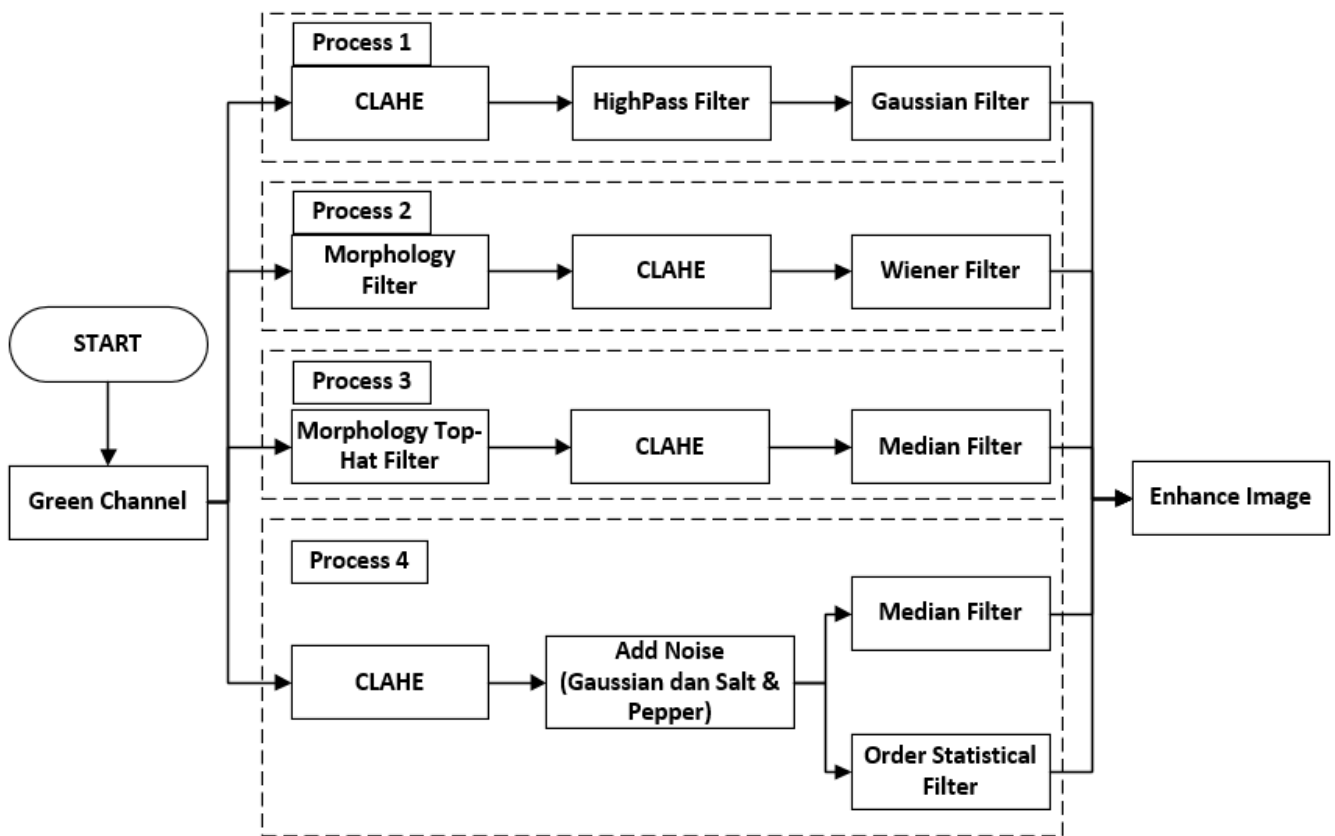 Process 1
CLAHE
HighPass Filter
Gaussian Filter
Process 2
Morphology
Filter
CLAHE
Wiener Filter
START
Process 3
Morphology Top-
Hat Filter
CLAHE
Median Filter
Green Channel
Enhance Image
Process 4
Median Filter
CLAHE
Add Noise
(Gaussian dan Salt &
Pepper)
Order Statistical
Filter